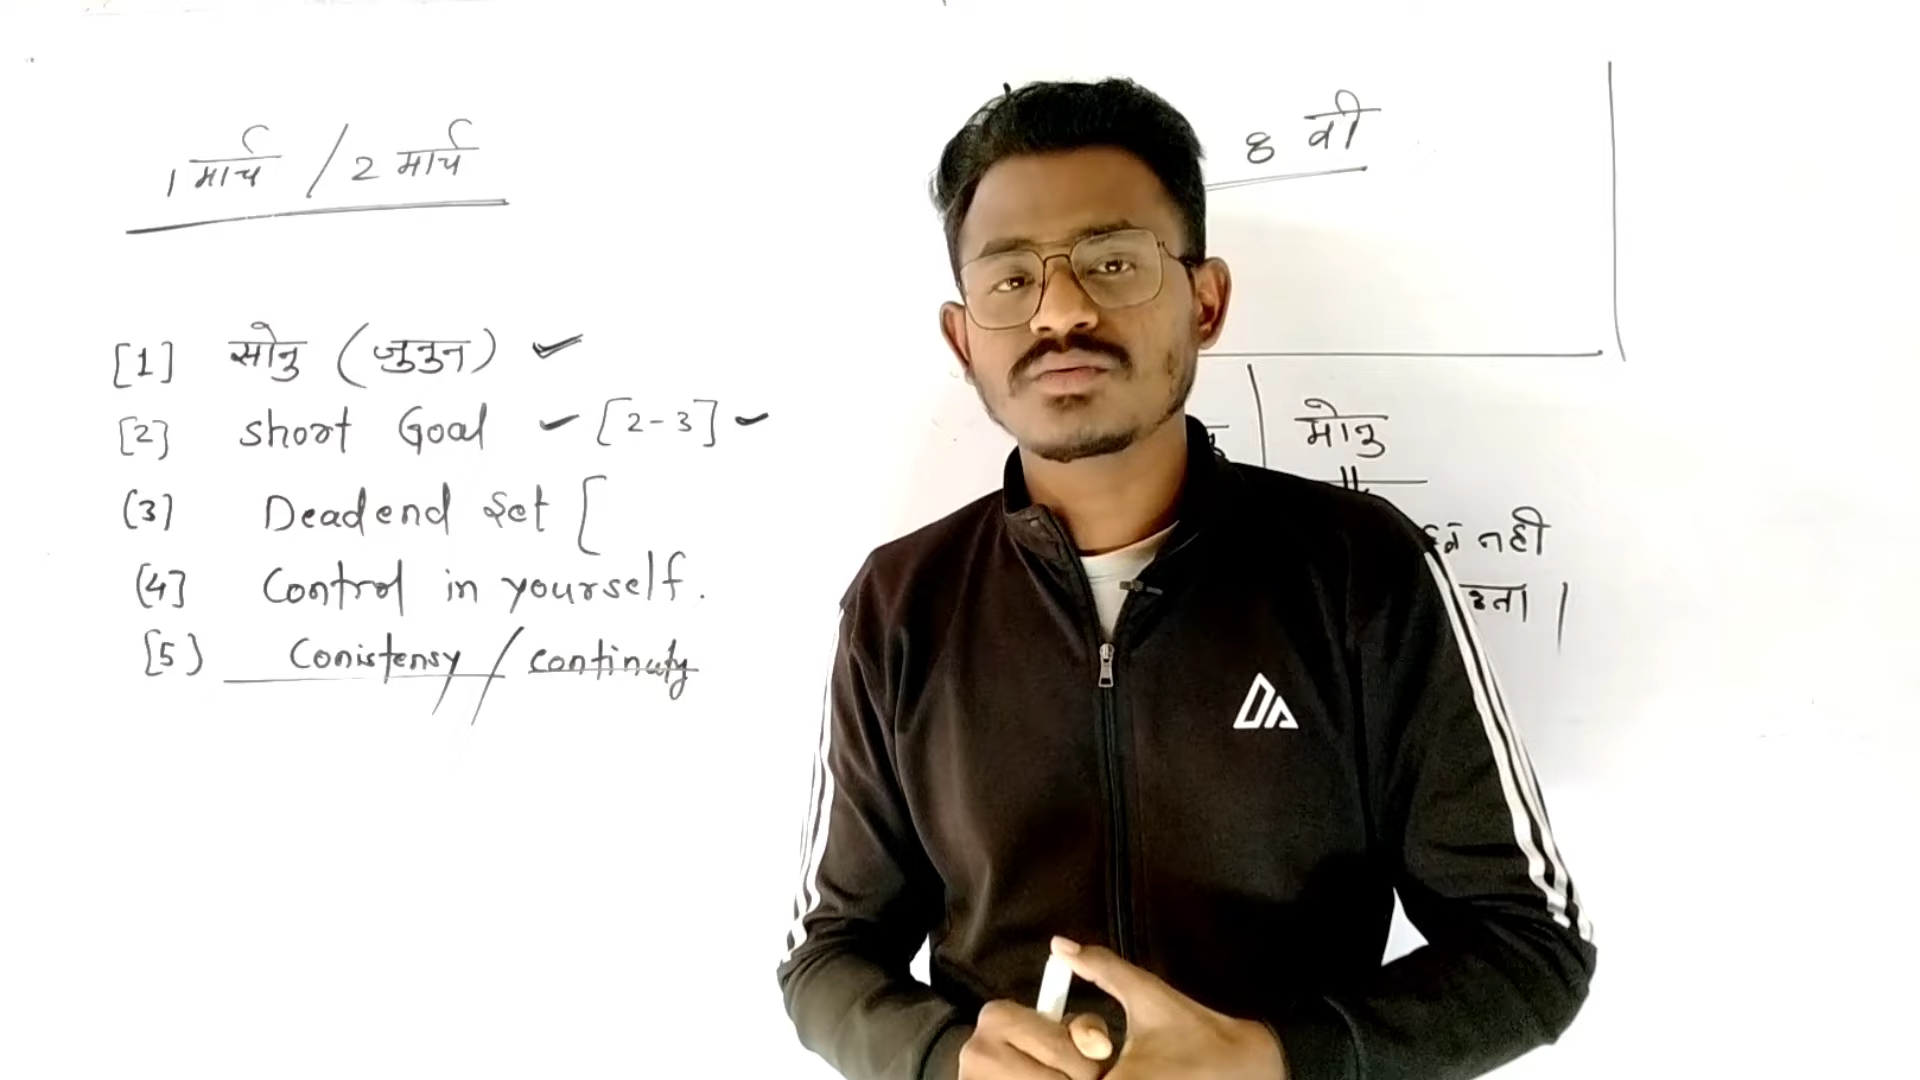 1 मार्च / 2 मार्च
[1] सोनु (जुनुन) ✓
[2] short Goal - [2-3] -
(3) Deadend set [
(4) Control in yourself.
[5] Conistensy / continuty
8 वी
मोनु
नही